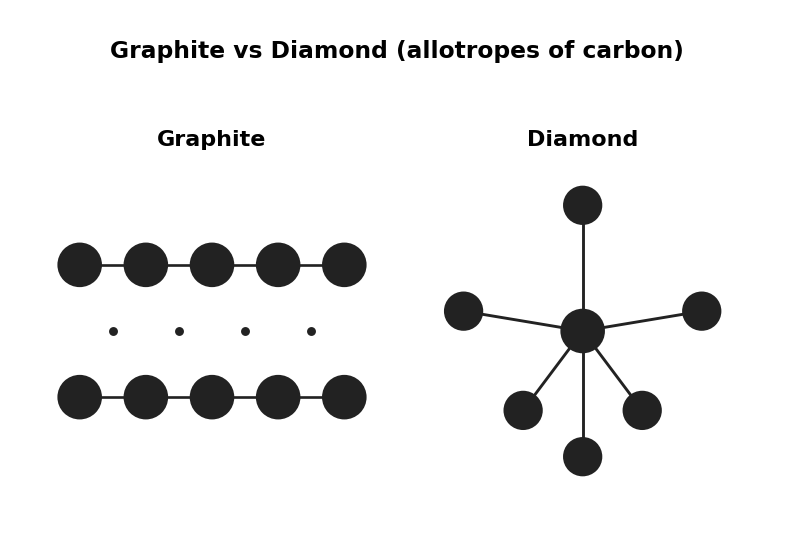 Graphite vs Diamond (allotropes of carbon)
Graphite
Diamond